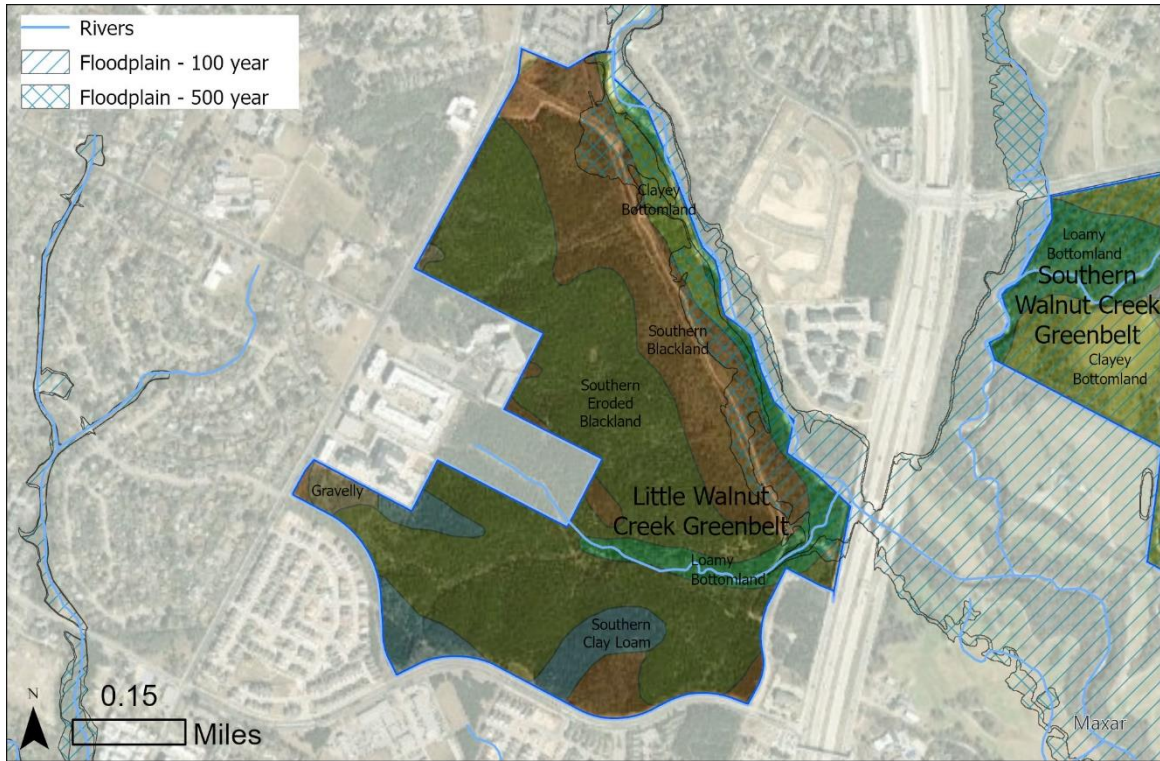 Rivers
Floodplain - 100 year
Floodplain - 500 year
Clayey
Bottomland
Loamy
Bottomland
Southern
Walnut Creek
Greenbelt
Clayey
Bottomland
Southern
Blackland
Southern
Eroded
Blackland
Gravelly
Little Walnut
Creek Greenbelt
Loamy
Bottomland
Southern
Clay Loam
N
0.15
Miles
Maxar